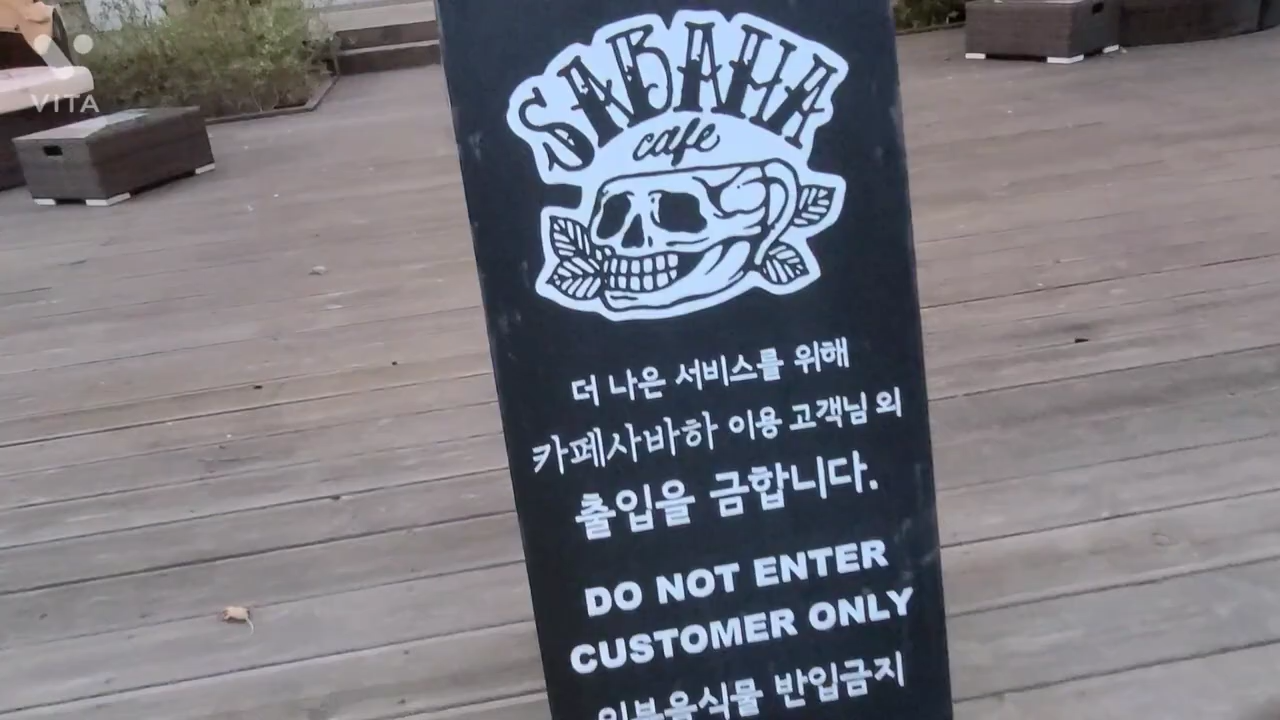 VITA
SABAHA
cafe
더 나은 서비스를 위해
카페사바하 이용 고객님 외
출입을 금합니다.
DO NOT ENTER
CUSTOMER ONLY
외부음식물 반입금지